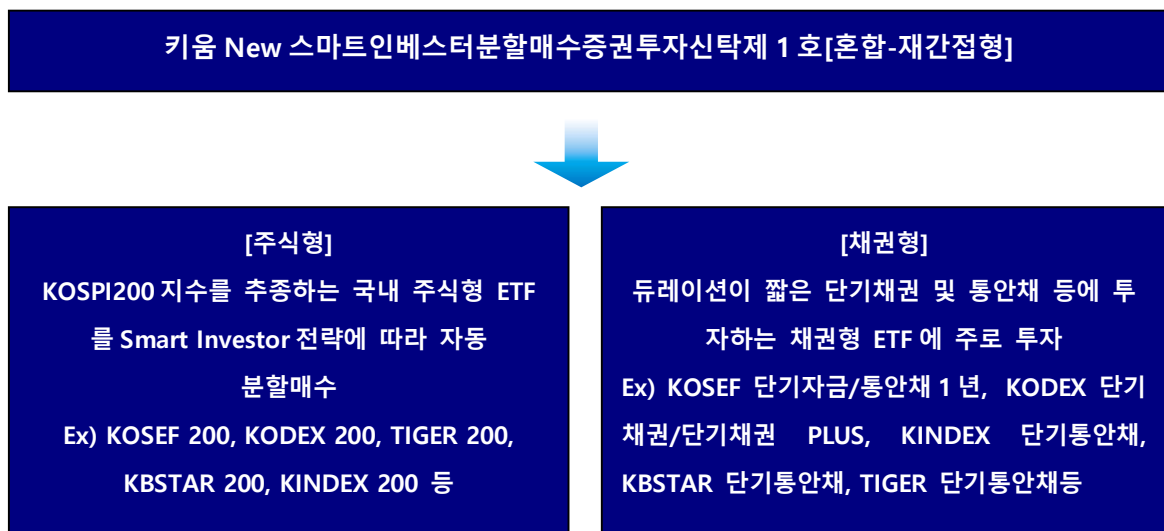 키움 New 스마트인베스터분할매수증권투자신탁제 1 호[혼합-재간접형]
[주식형]
KOSPI200 지수를 추종하는 국내 주식형 ETF
를 Smart Investor 전략에 따라 자동
분할매수
Ex) KOSEF 200, KODEX 200, TIGER 200,
KBSTAR 200, KINDEX 200 등
[채권형]
듀레이션이 짧은 단기채권 및 통안채 등에 투
자하는 채권형 ETF 에 주로 투자
Ex) KOSEF 단기자금/통안채 1 년, KODEX 단기
채권/단기채권 PLUS, KINDEX 단기통안채,
KBSTAR 단기통안채, TIGER 단기통안채등